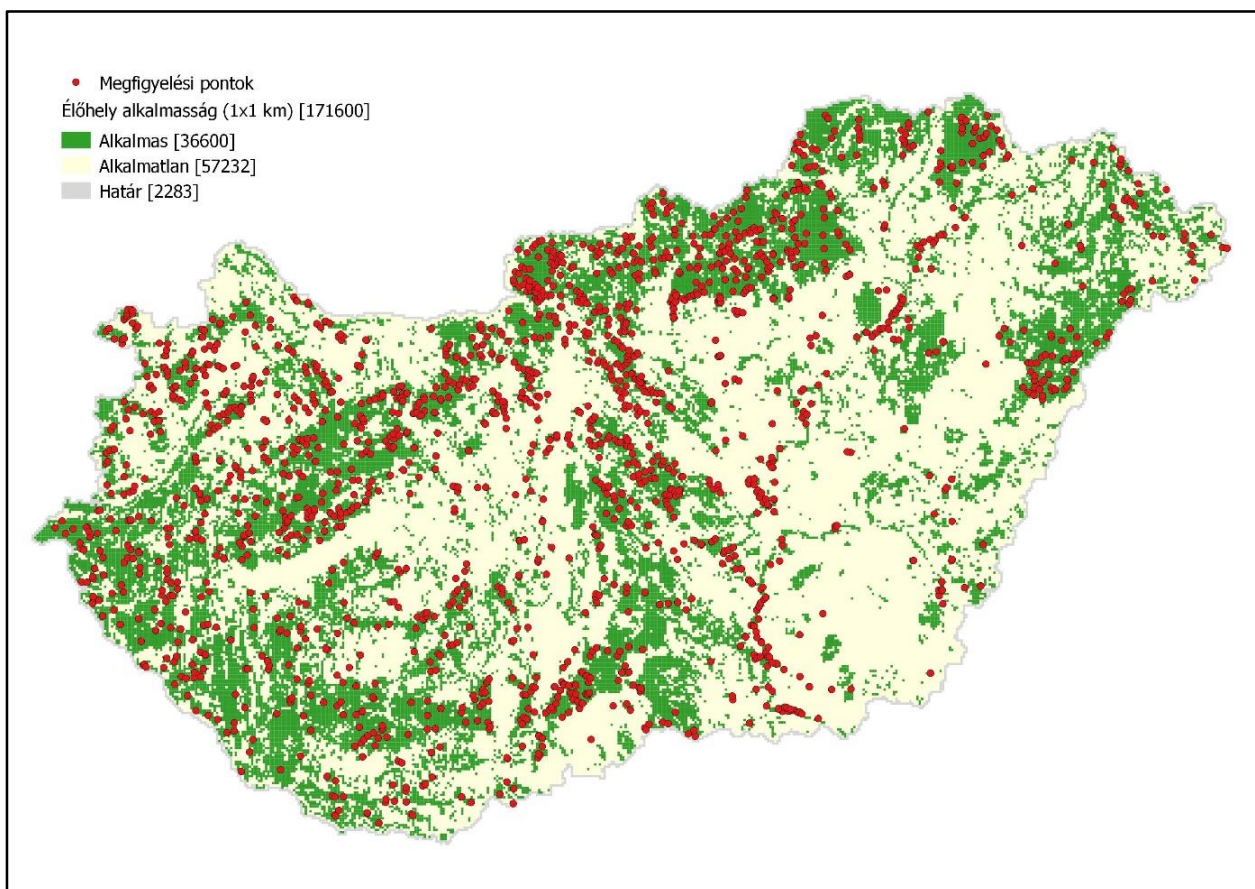 Megfigyelési pontok
Élőhely alkalmasság (1x1 km) [171600]
Alkalmas [36600]
Alkalmatlan [57232]
Határ [2283]